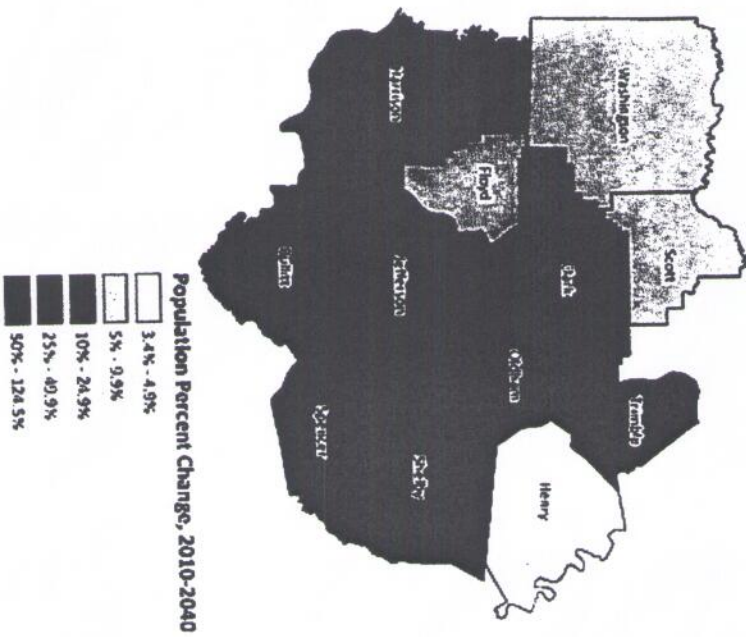 Washington
Scott
Harrison
Floyd
Clark
Trimble
Oldham
Henry
Jefferson
Bullitt
Shelby
Spencer
Population Percent Change, 2010-2040
3.4% - 4.9%
5% - 9.9%
10% - 24.9%
25% - 49.9%
50% - 124.5%